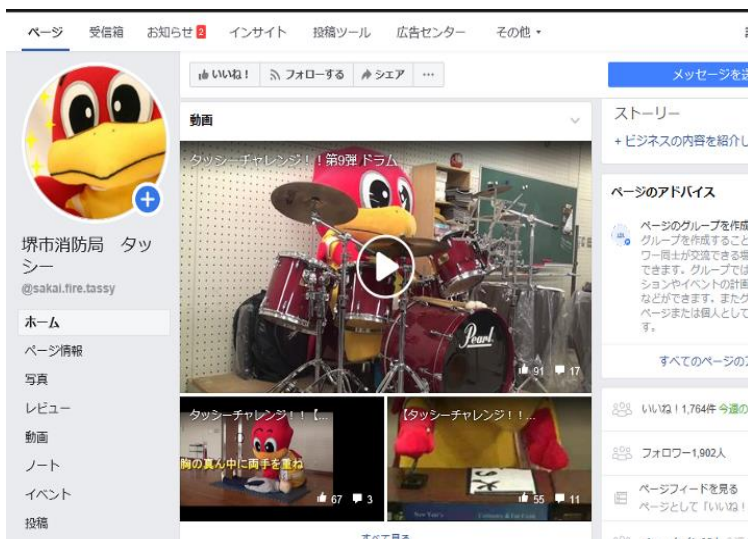 ページ 受信箱 お知らせ 2 インサイト 投稿ツール 広告センター その他
いいね! フォローする シェア ...
メッセージを送
堺市消防局 タッ
シー
@sakai.fire.tassy
ホーム
ページ情報
写真
レビュー
動画
ノート
イベント
投稿
動画
タッシーチャレンジ!!第9弾 ドラム
Pearl
91 17
タッシーチャレンジ!!【...
胸の真ん中に両手を重ね
67 3
【タッシーチャレンジ!!...
55 11
すべて見る
ストーリー
+ ビジネスの内容を紹介し
ページのアドバイス
ページのグループを作成
グループを作成すること
ワー同士が交流できる場
できます。グループでは
ションやイベントの計画
などができます。またグ
ページまたは個人として
す。
すべてのページの
いいね!1,764件 今週の
フォロワー1,902人
ページフィードを見る
ページとして「いいね!